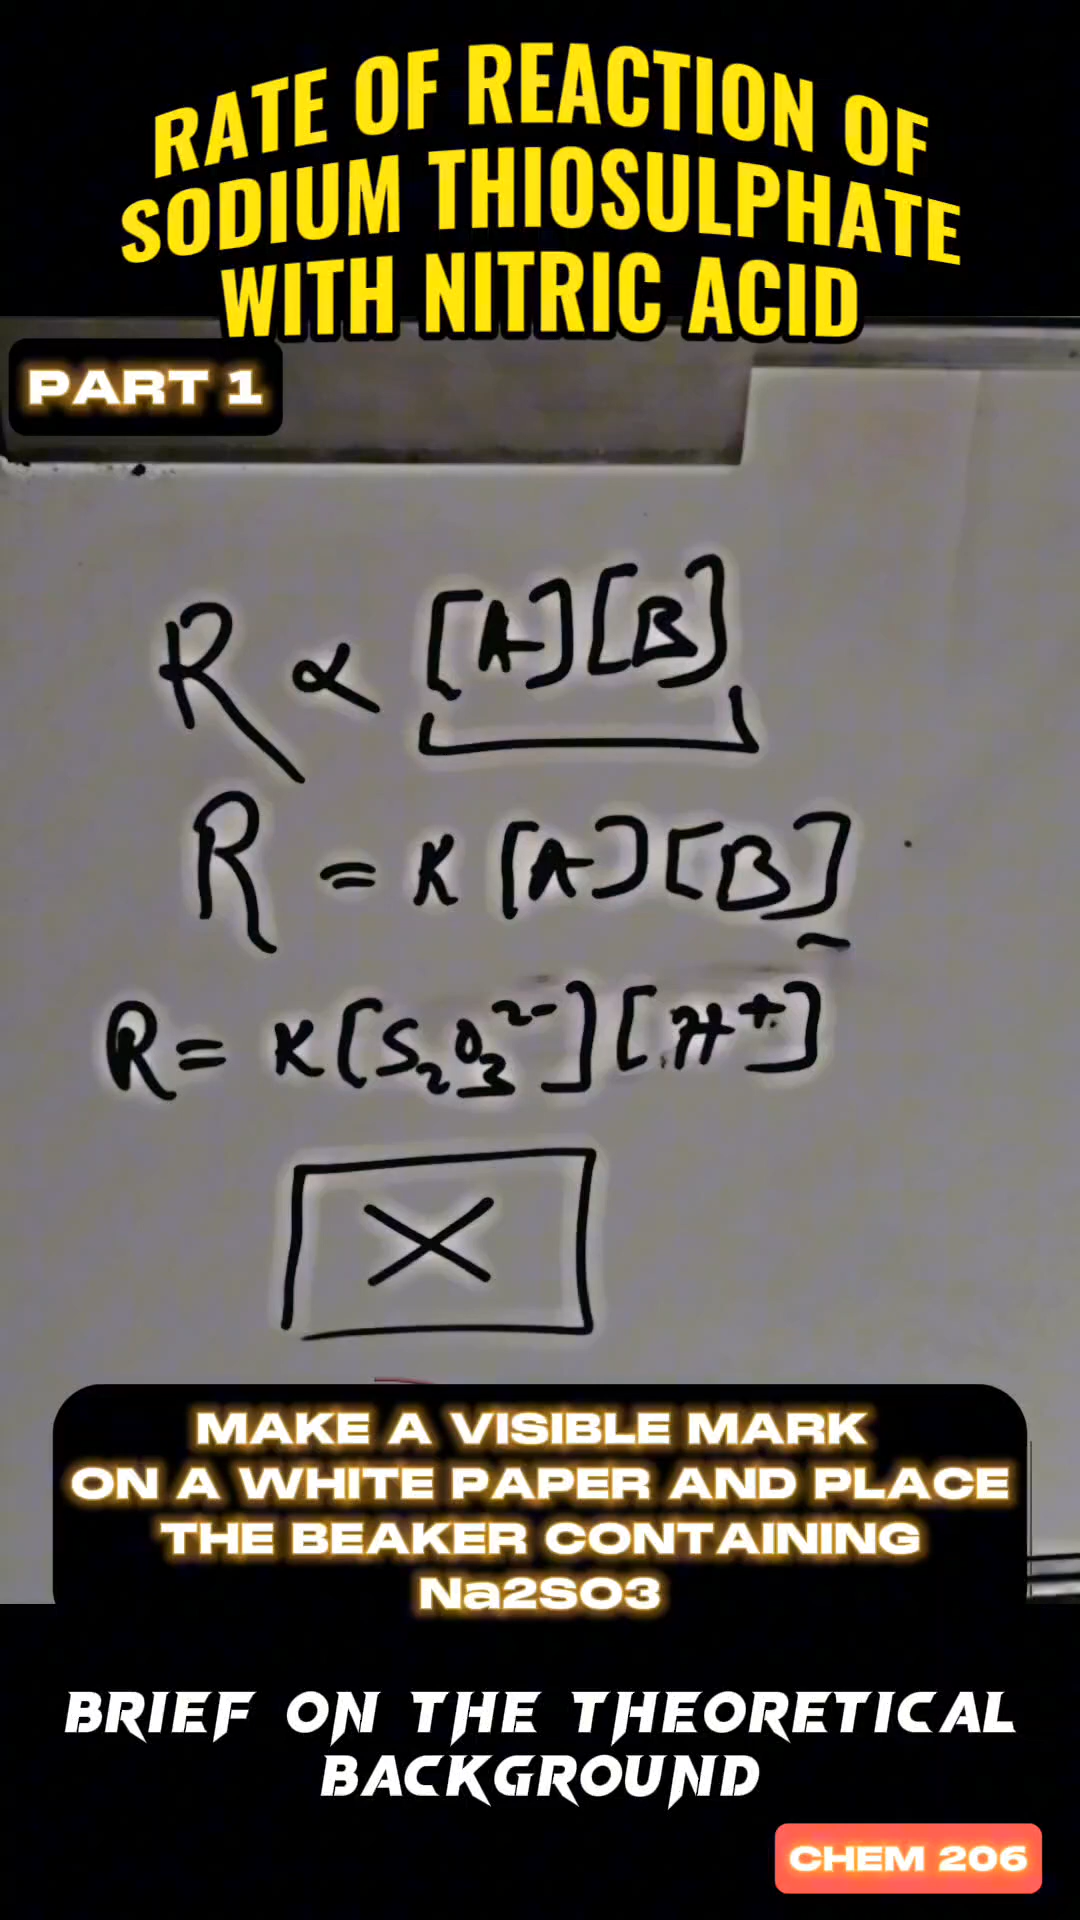 RATE OF REACTION OF
SODIUM THIOSULPHATE
WITH NITRIC ACID
PART 1
R ∝ [A][B]
R = K [A][B]
R = K[S₂O₃²⁻][H⁺]
X
MAKE A VISIBLE MARK
ON A WHITE PAPER AND PLACE
THE BEAKER CONTAINING
Na2SO3
BRIEF ON THE THEORETICAL
BACKGROUND
CHEM 206